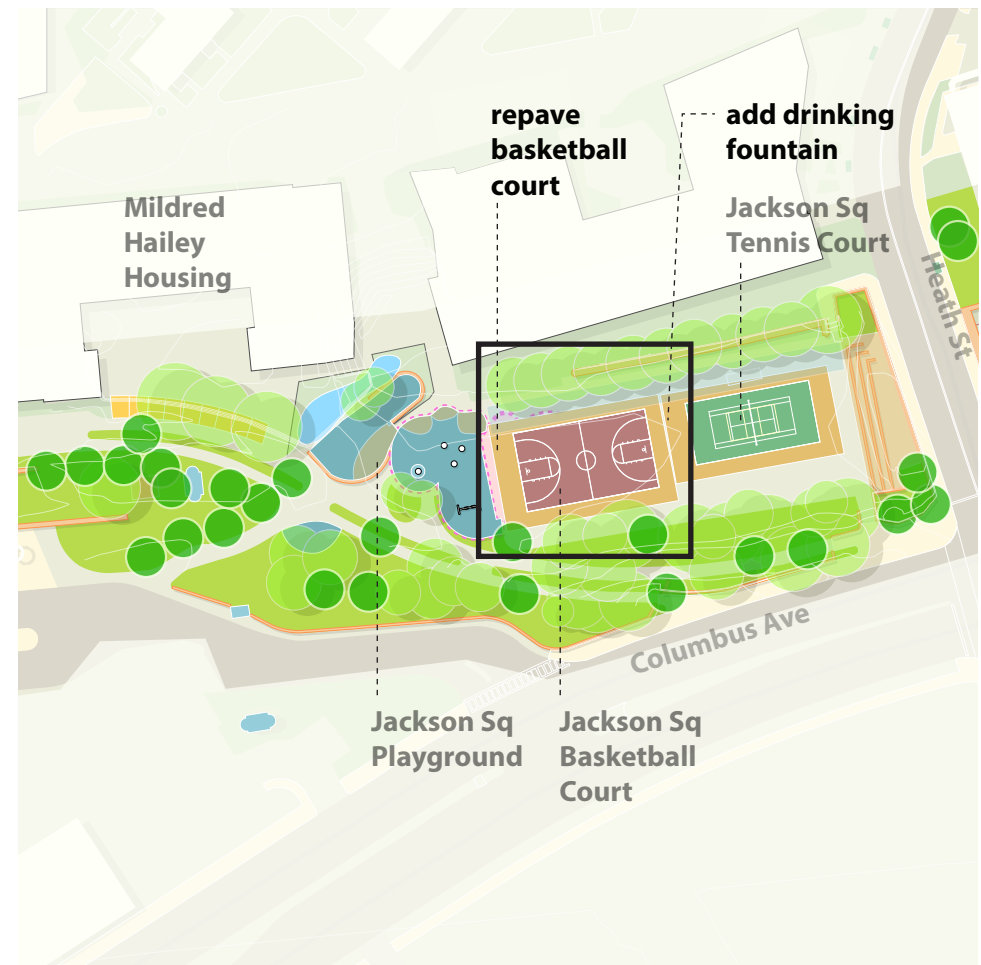 repave
basketball
court
add drinking
fountain
Mildred
Hailey
Housing
Jackson Sq
Tennis Court
Heath St
Columbus Ave
Jackson Sq
Playground
Jackson Sq
Basketball
Court